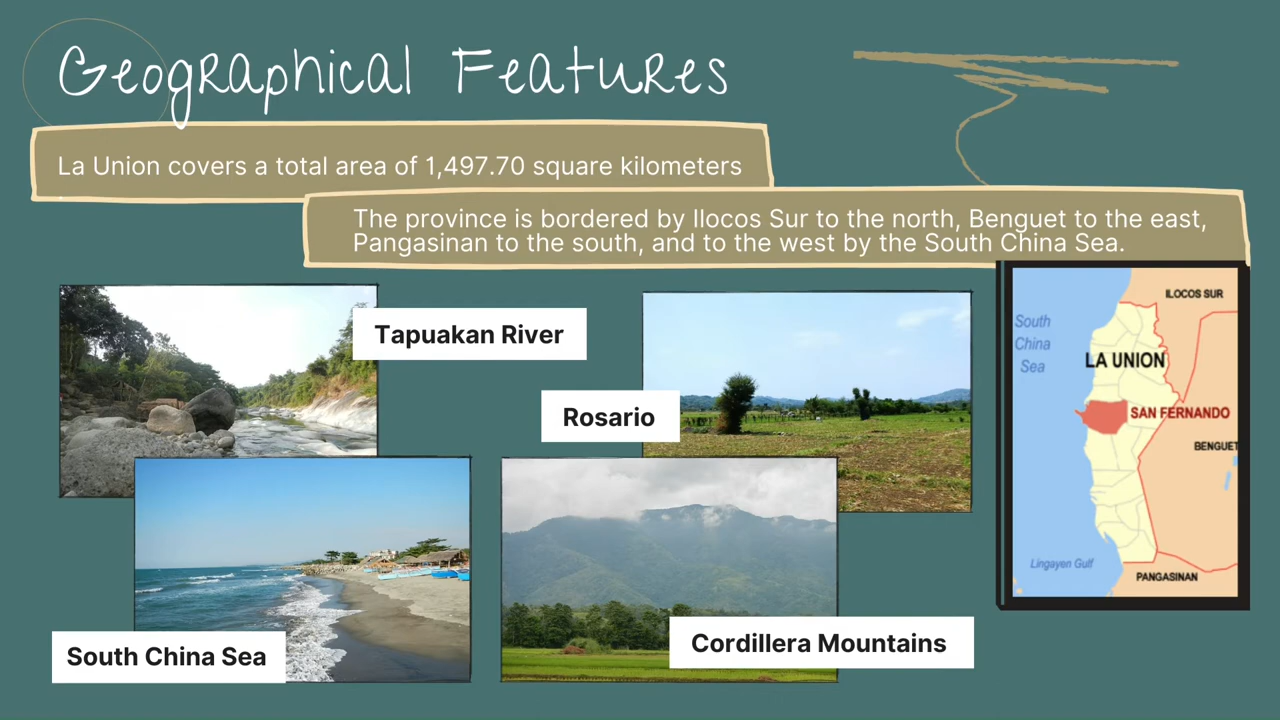 Geographical Features
La Union covers a total area of 1,497.70 square kilometers
The province is bordered by Ilocos Sur to the north, Benguet to the east,
Pangasinan to the south, and to the west by the South China Sea.
Tapuakan River
Rosario
South China Sea
Cordillera Mountains
ILOCOS SUR
South
China
Sea
LA UNION
SAN FERNANDO
BENGUET
Lingayen Gulf
PANGASINAN